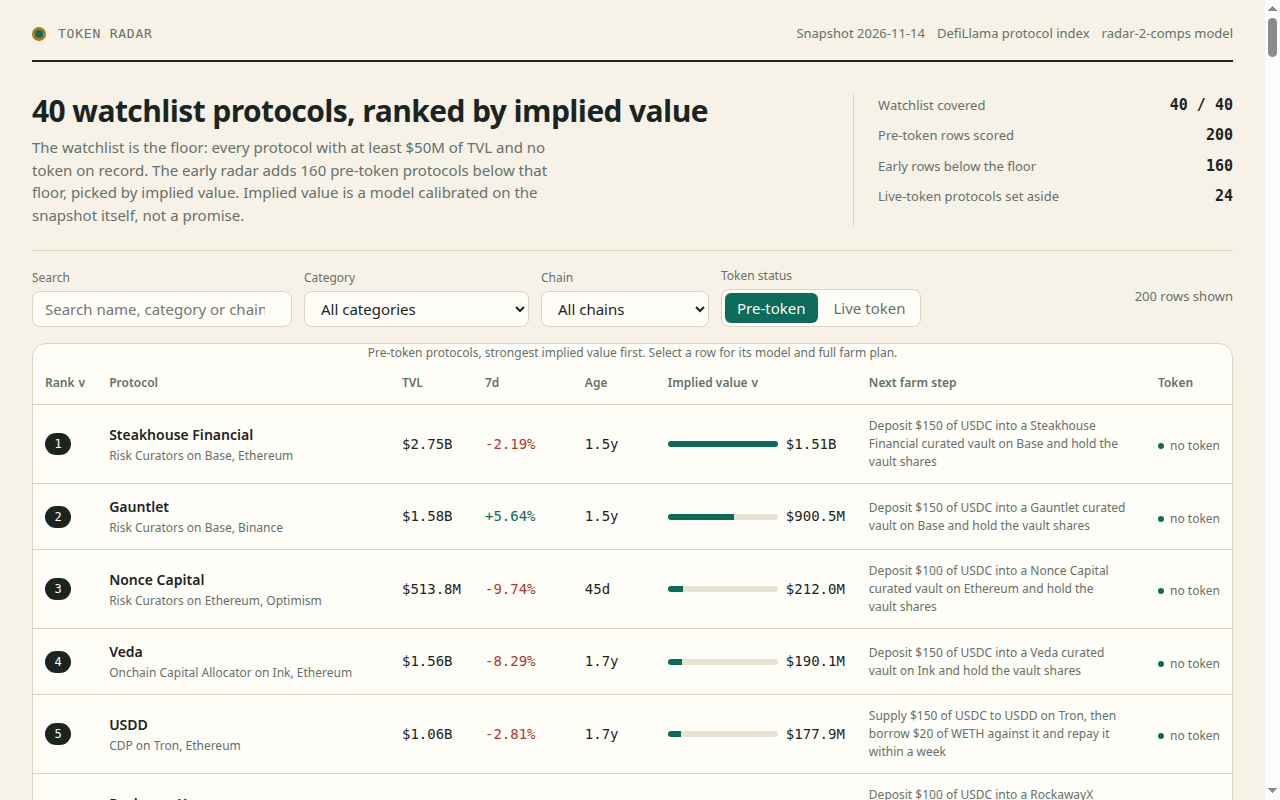 TOKEN RADAR
Snapshot 2026-11-14 DefiLlama protocol index radar-2-comps model
40 watchlist protocols, ranked by implied value
The watchlist is the floor: every protocol with at least $50M of TVL and no
token on record. The early radar adds 160 pre-token protocols below that
floor, picked by implied value. Implied value is a model calibrated on the
snapshot itself, not a promise.
Watchlist covered 40 / 40
Pre-token rows scored 200
Early rows below the floor 160
Live-token protocols set aside 24
Search
Category
Chain
Token status
Search name, category or chain
All categories
All chains
Pre-token
Live token
200 rows shown
Pre-token protocols, strongest implied value first. Select a row for its model and full farm plan.
Rank v Protocol TVL 7d Age Implied value v Next farm step Token
1
Steakhouse Financial
Risk Curators on Base, Ethereum
$2.75B
-2.19%
1.5y
$1.51B
Deposit $150 of USDC into a Steakhouse
Financial curated vault on Base and hold the
vault shares
no token
2
Gauntlet
Risk Curators on Base, Binance
$1.58B
+5.64%
1.5y
$900.5M
Deposit $150 of USDC into a Gauntlet curated
vault on Base and hold the vault shares
no token
3
Nonce Capital
Risk Curators on Ethereum, Optimism
$513.8M
-9.74%
45d
$212.0M
Deposit $100 of USDC into a Nonce Capital
curated vault on Ethereum and hold the
vault shares
no token
4
Veda
Onchain Capital Allocator on Ink, Ethereum
$1.56B
-8.29%
1.7y
$190.1M
Deposit $150 of USDC into a Veda curated
vault on Ink and hold the vault shares
no token
5
USDD
CDP on Tron, Ethereum
$1.06B
-2.81%
1.7y
$177.9M
Supply $150 of USDC to USDD on Tron, then
borrow $20 of WETH against it and repay it
within a week
no token
Deposit $100 of USDC into a RockawayX